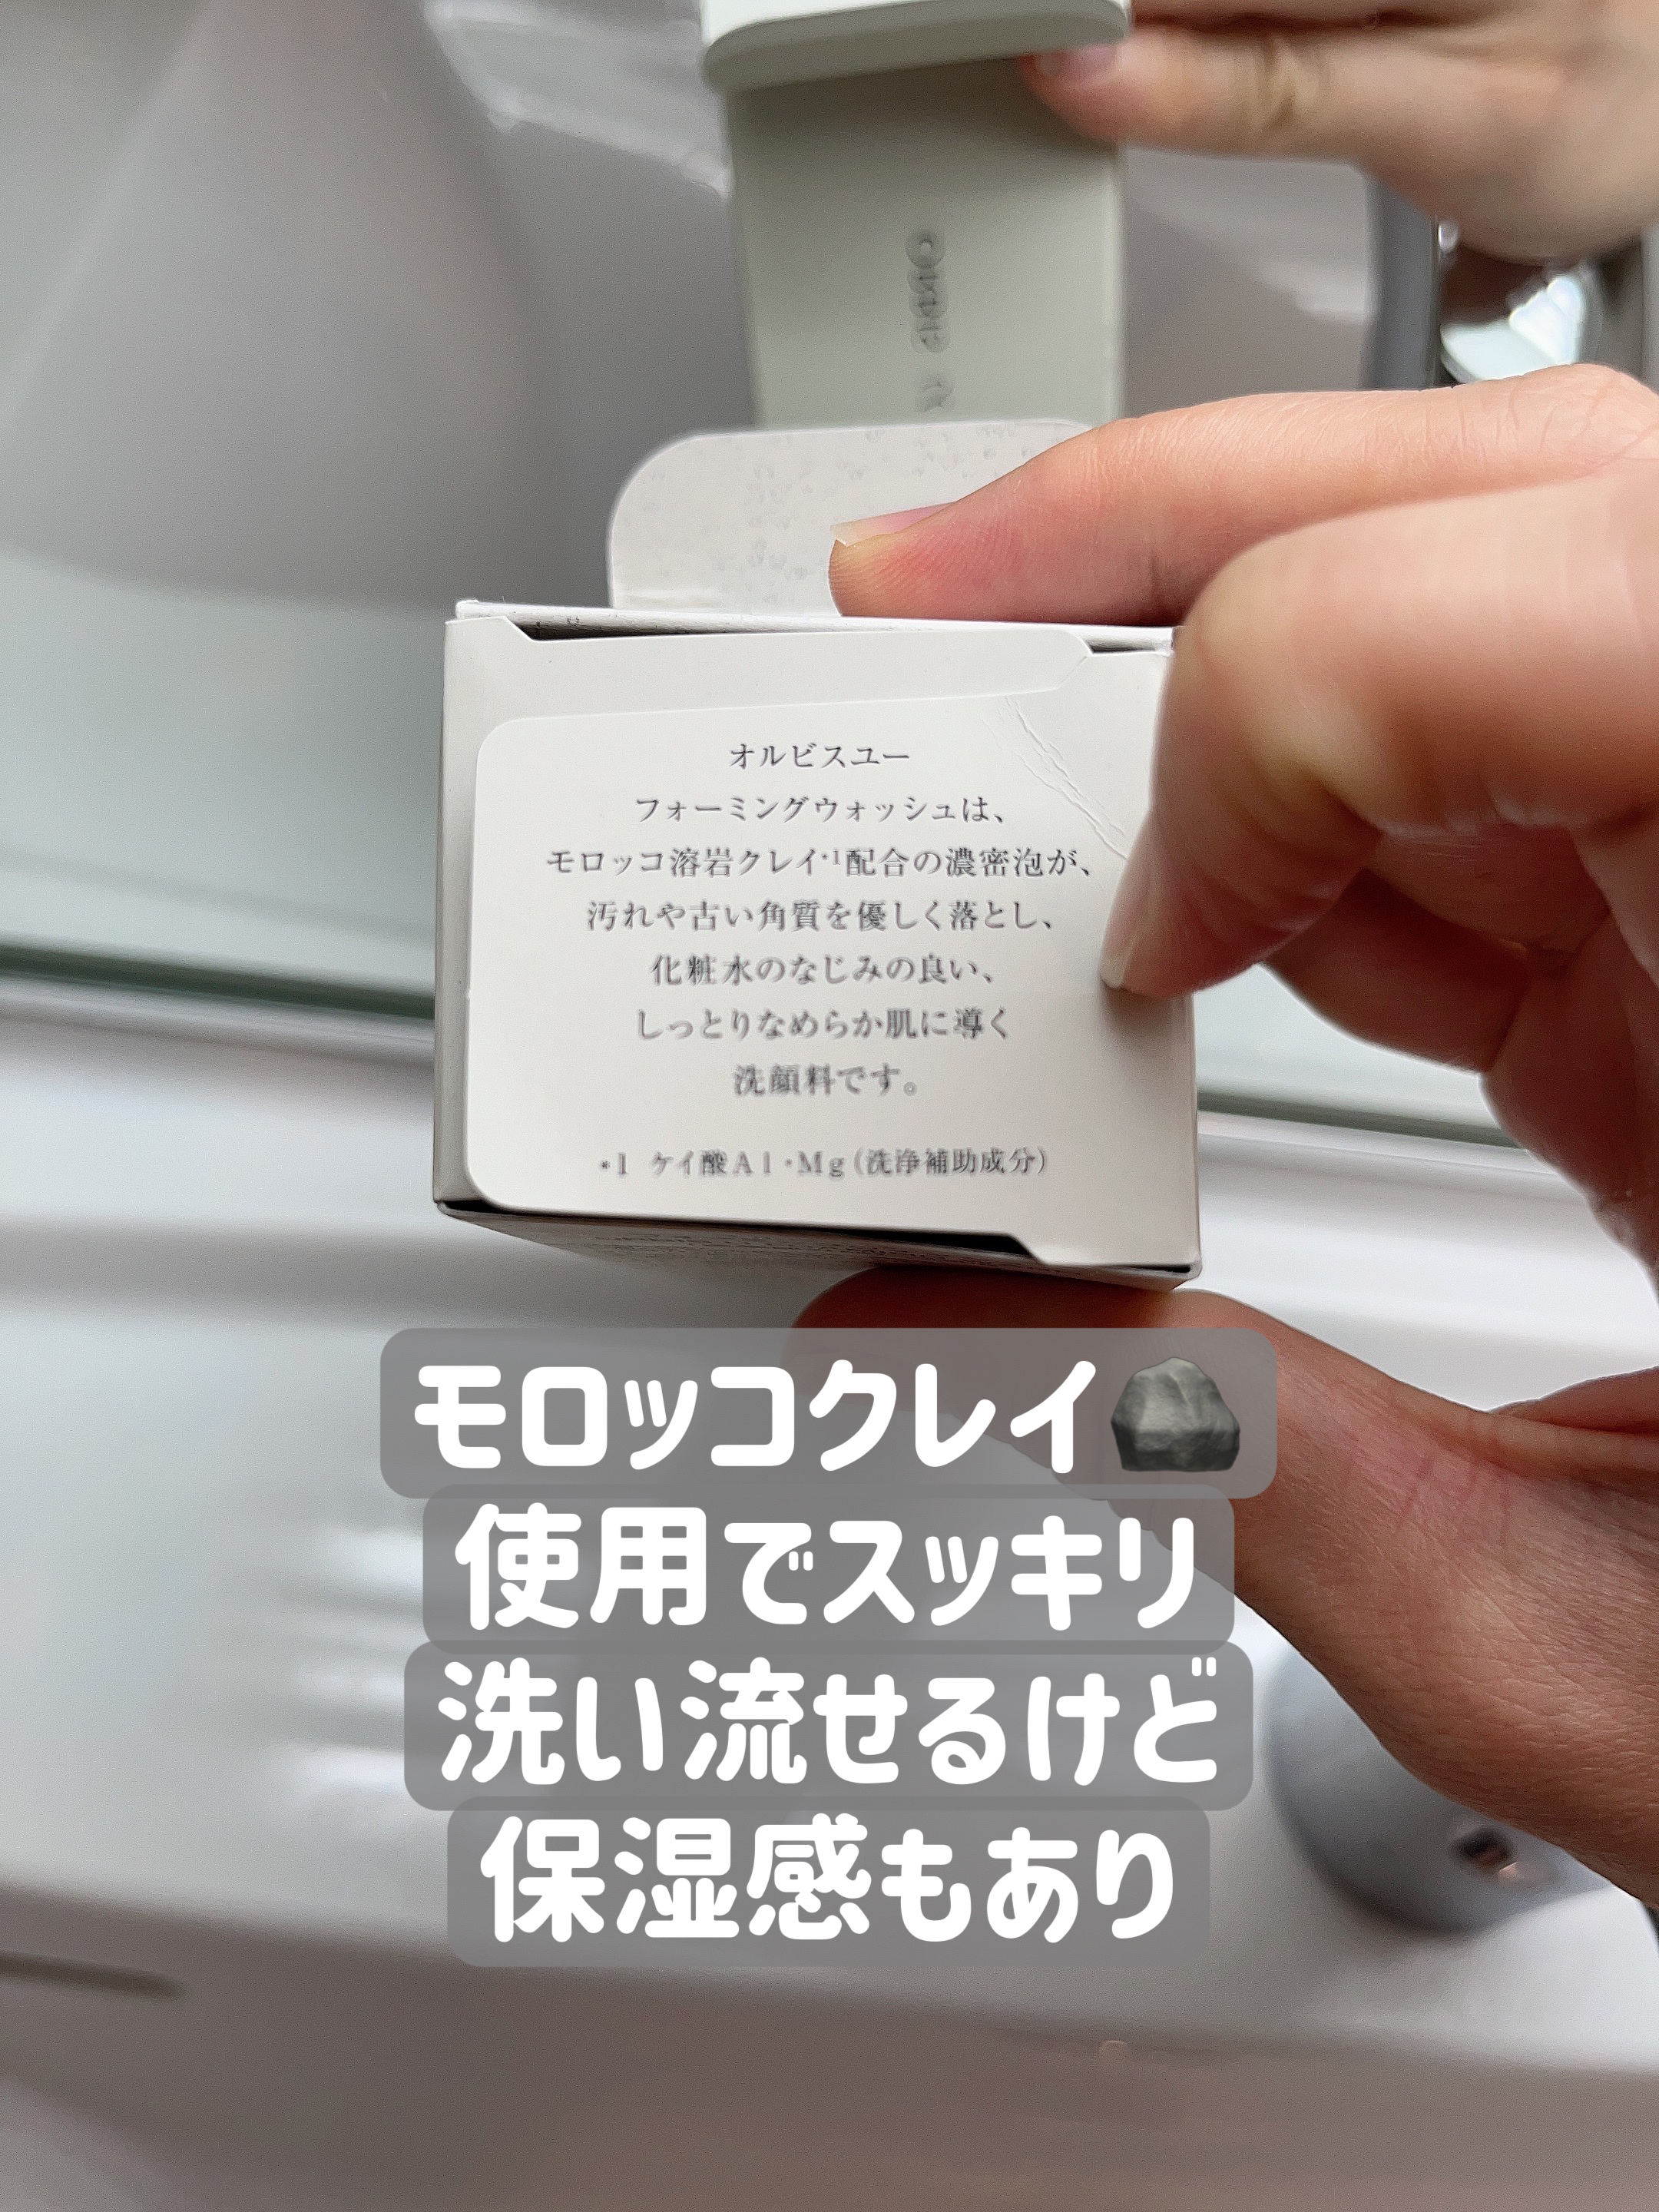 オルビスユー
フォーミングウォッシュは、
モロッコ溶岩クレイ*1配合の濃密泡が、
汚れや古い角質を優しく落とし、
化粧水のなじみの良い、
しっとりなめらか肌に導く
洗顔料です。
*1 ケイ酸Al・Mg(洗浄補助成分)
モロッコクレイ🪨
使用でスッキリ
洗い流せるけど
保湿感もあり